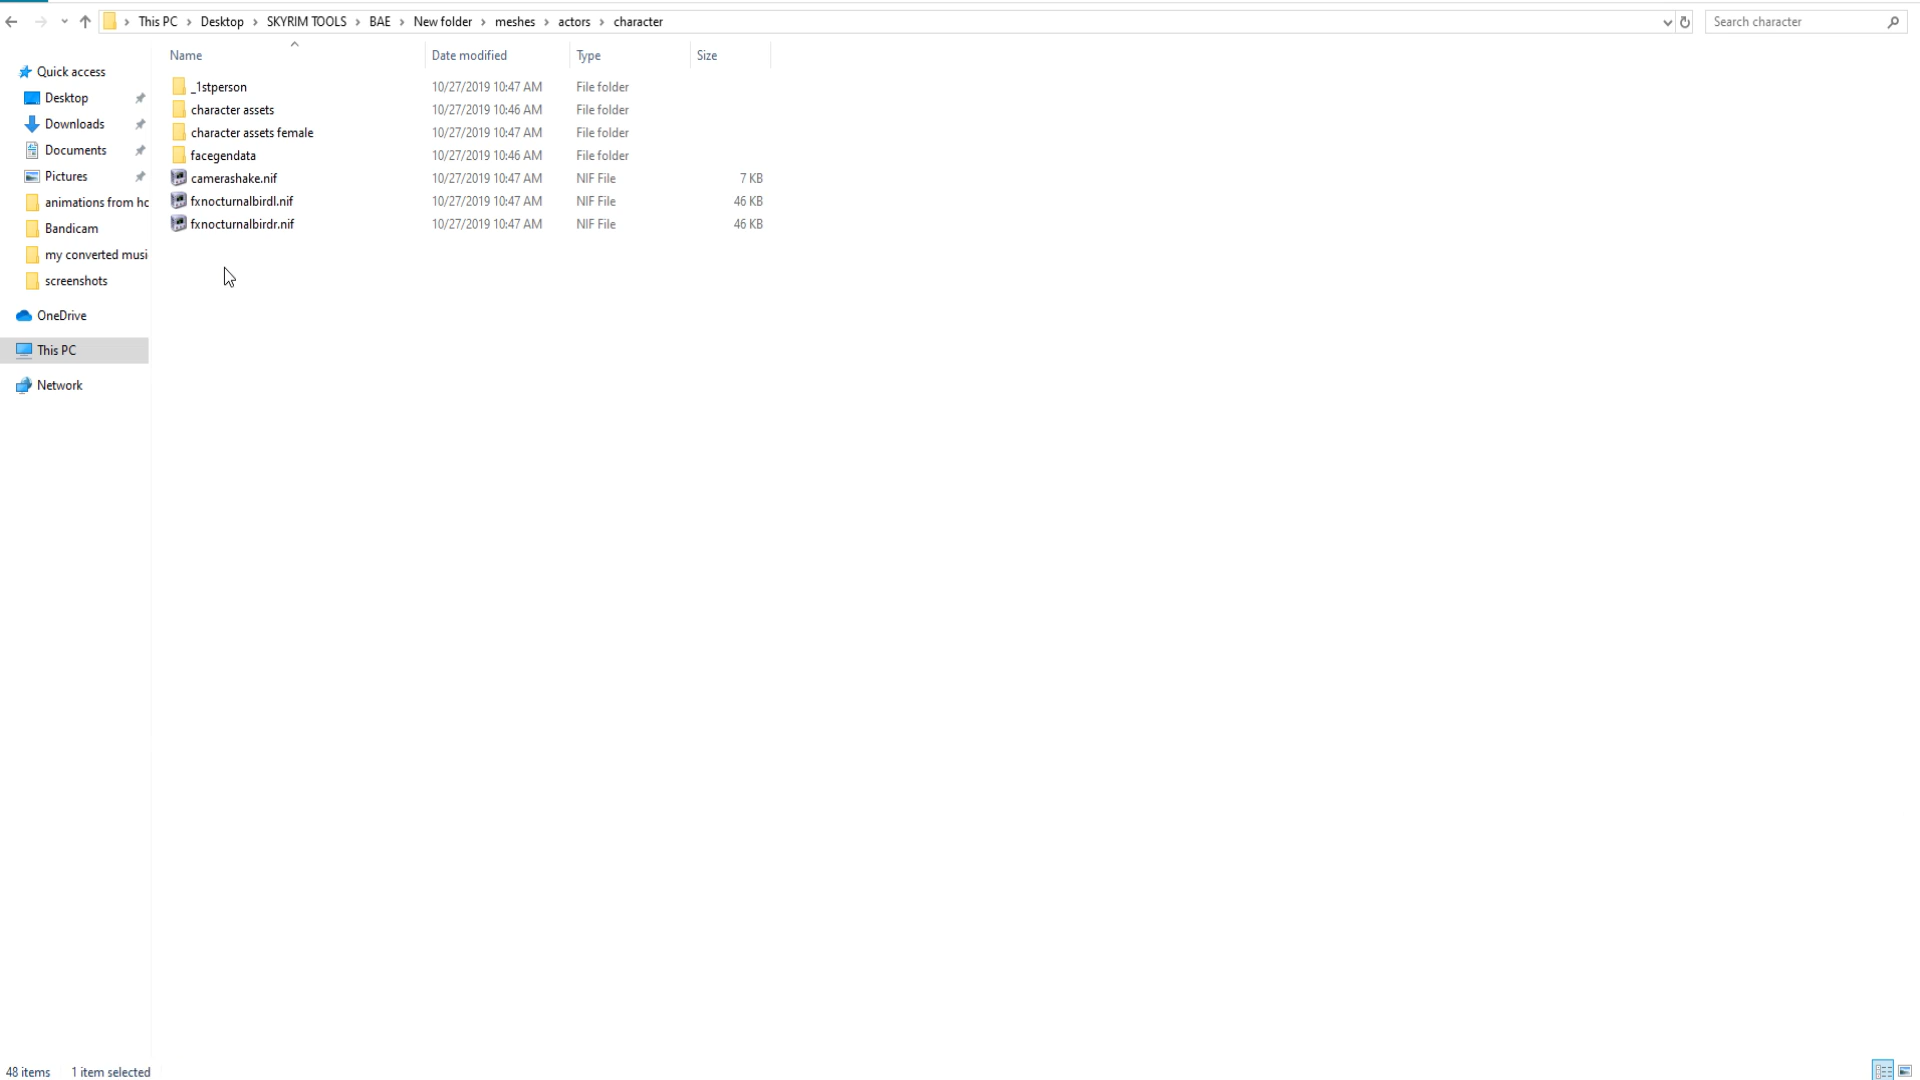 This PC > Desktop > SKYRIM TOOLS > BAE > New folder > meshes > actors > character
Search character
Name Date modified Type Size
Quick access
Desktop
Downloads
Documents
Pictures
animations from hc
Bandicam
my converted musi
screenshots
OneDrive
This PC
Network
_1stperson 10/27/2019 10:47 AM File folder
character assets 10/27/2019 10:46 AM File folder
character assets female 10/27/2019 10:47 AM File folder
facegendata 10/27/2019 10:46 AM File folder
camerashake.nif 10/27/2019 10:47 AM NIF File 7 KB
fxnocturnalbirdl.nif 10/27/2019 10:47 AM NIF File 46 KB
fxnocturnalbirdr.nif 10/27/2019 10:47 AM NIF File 46 KB
48 items 1 item selected